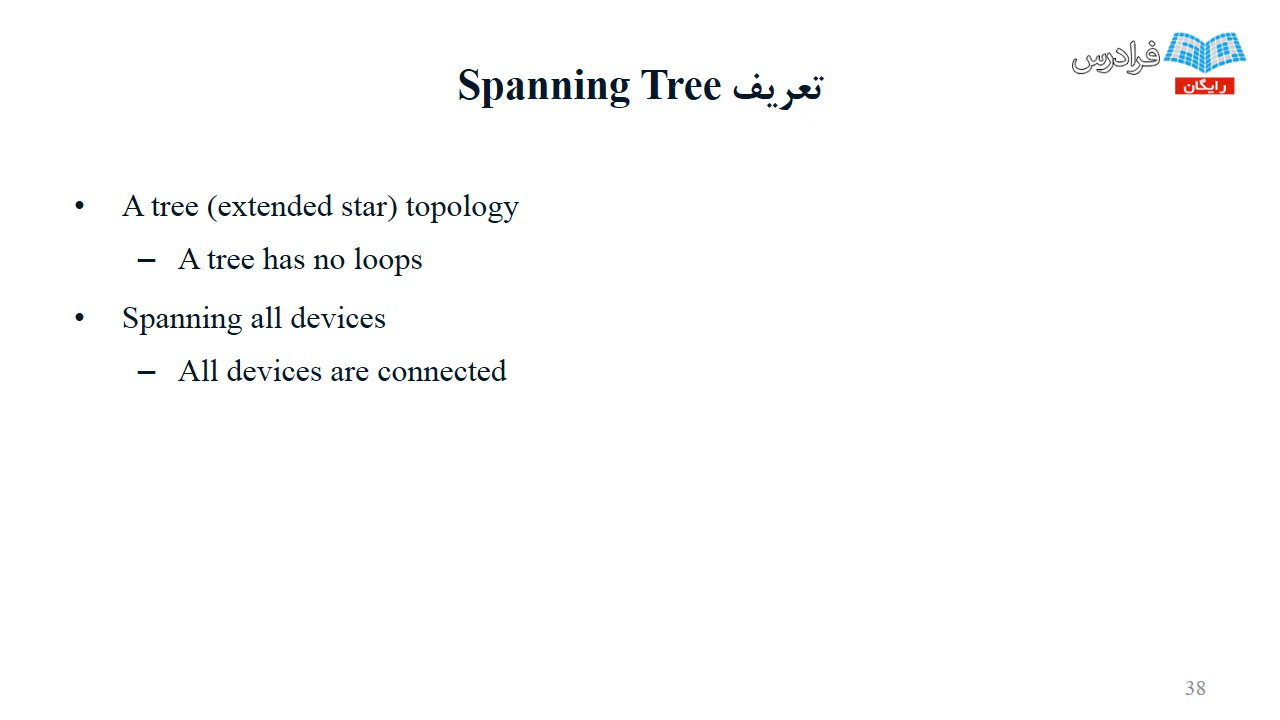 فرادرس
رایگان
تعریف Spanning Tree
• A tree (extended star) topology
– A tree has no loops
• Spanning all devices
– All devices are connected
38